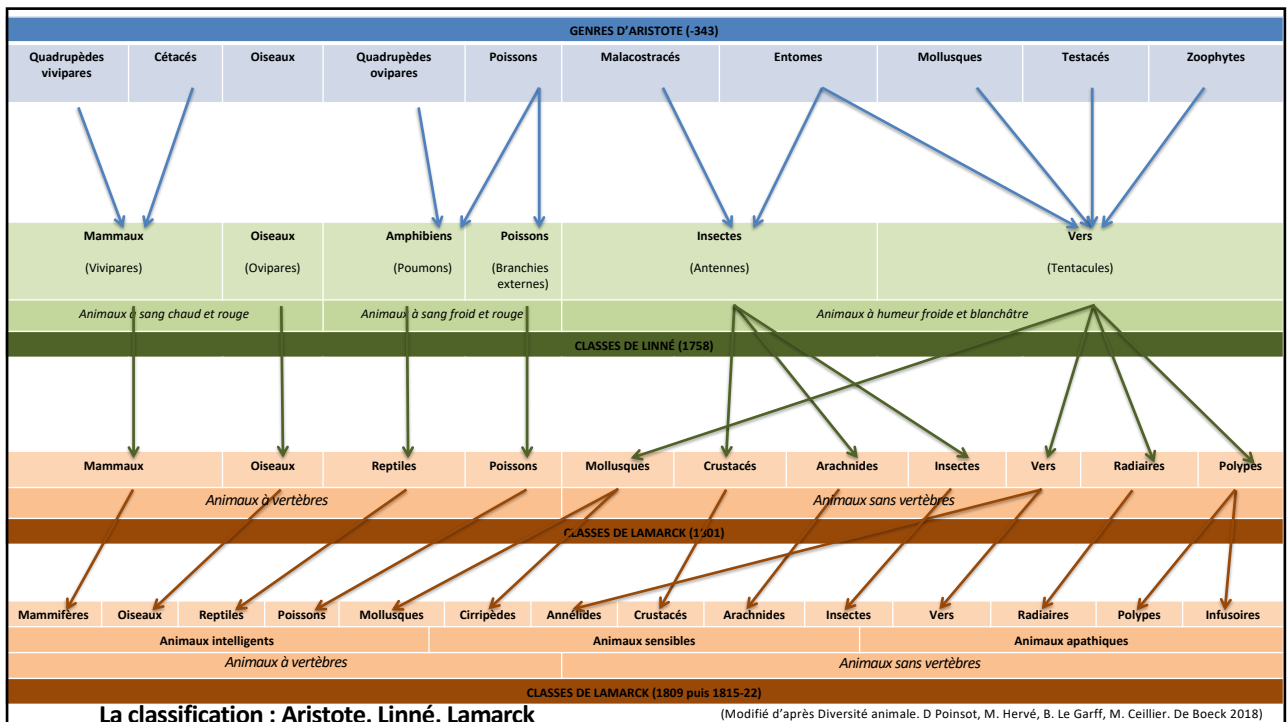 GENRES D'ARISTOTE (-343)
Quadrupèdes vivipares
Cétacés
Oiseaux
Quadrupèdes ovipares
Poissons
Malacostracés
Entomes
Mollusques
Testacés
Zoophytes
Mammaux
(Vivipares)
Oiseaux
(Ovipares)
Amphibiens
(Poumons)
Poissons
(Branchies externes)
Insectes
(Antennes)
Vers
(Tentacules)
Animaux à sang chaud et rouge
Animaux à sang froid et rouge
Animaux à humeur froide et blanchâtre
CLASSES DE LINNÉ (1758)
Mammaux
Oiseaux
Reptiles
Poissons
Mollusques
Crustacés
Arachnides
Insectes
Vers
Radiaires
Polypes
Animaux à vertèbres
Animaux sans vertèbres
CLASSES DE LAMARCK (1801)
Mammifères
Oiseaux
Reptiles
Poissons
Mollusques
Cirripèdes
Annélides
Crustacés
Arachnides
Insectes
Vers
Radiaires
Polypes
Infusoires
Animaux intelligents
Animaux sensibles
Animaux apathiques
Animaux à vertèbres
Animaux sans vertèbres
CLASSES DE LAMARCK (1809 puis 1815-22)
La classification : Aristote, Linné, Lamarck
(Modifié d'après Diversité animale. D Poinsot, M. Hervé, B. Le Garff, M. Ceillier. De Boeck 2018)